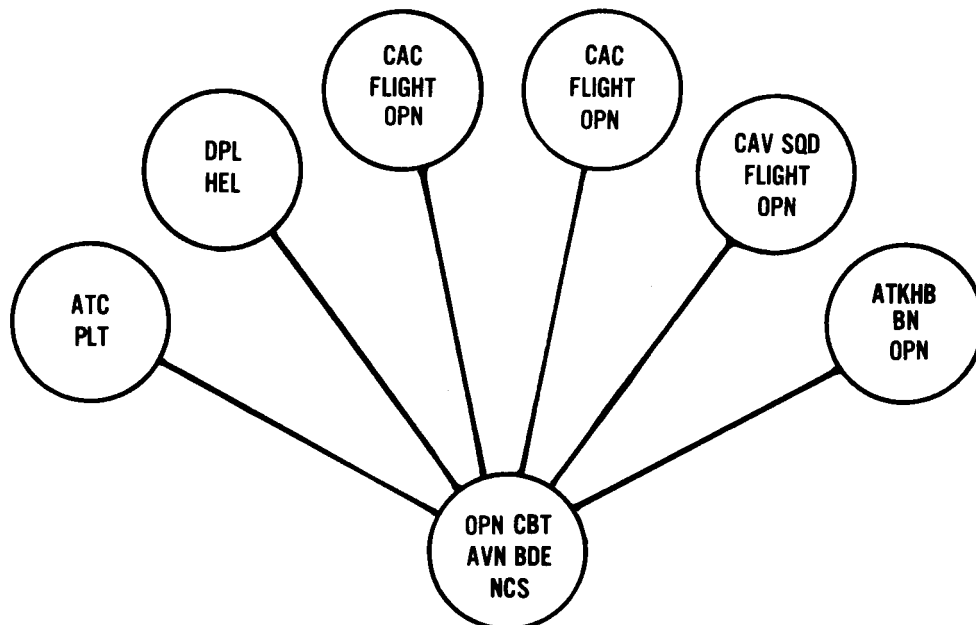 CAC
FLIGHT
OPN
CAC
FLIGHT
OPN
DPL
HEL
CAV SQD
FLIGHT
OPN
ATC
PLT
ATKHB
BN
OPN
OPN CBT
AVN BDE
NCS